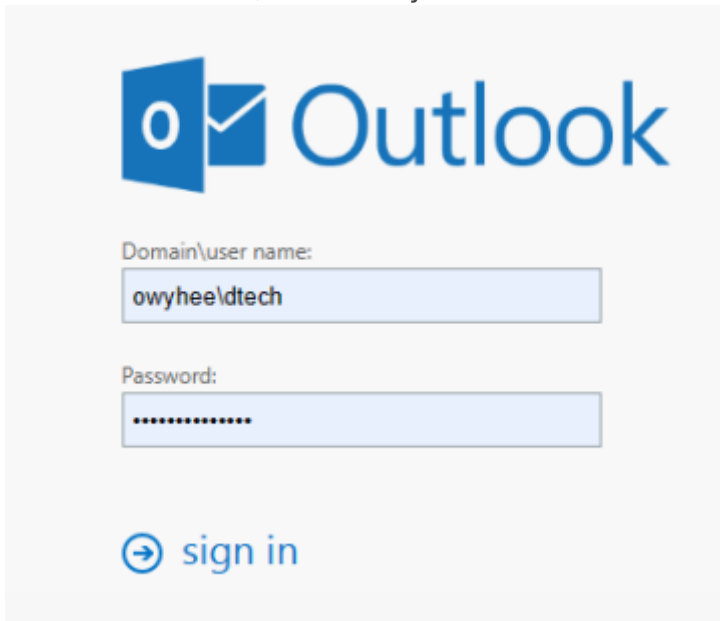 Outlook
Domain\user name:
owyhee\dtech
Password:
••••••••••••••
sign in